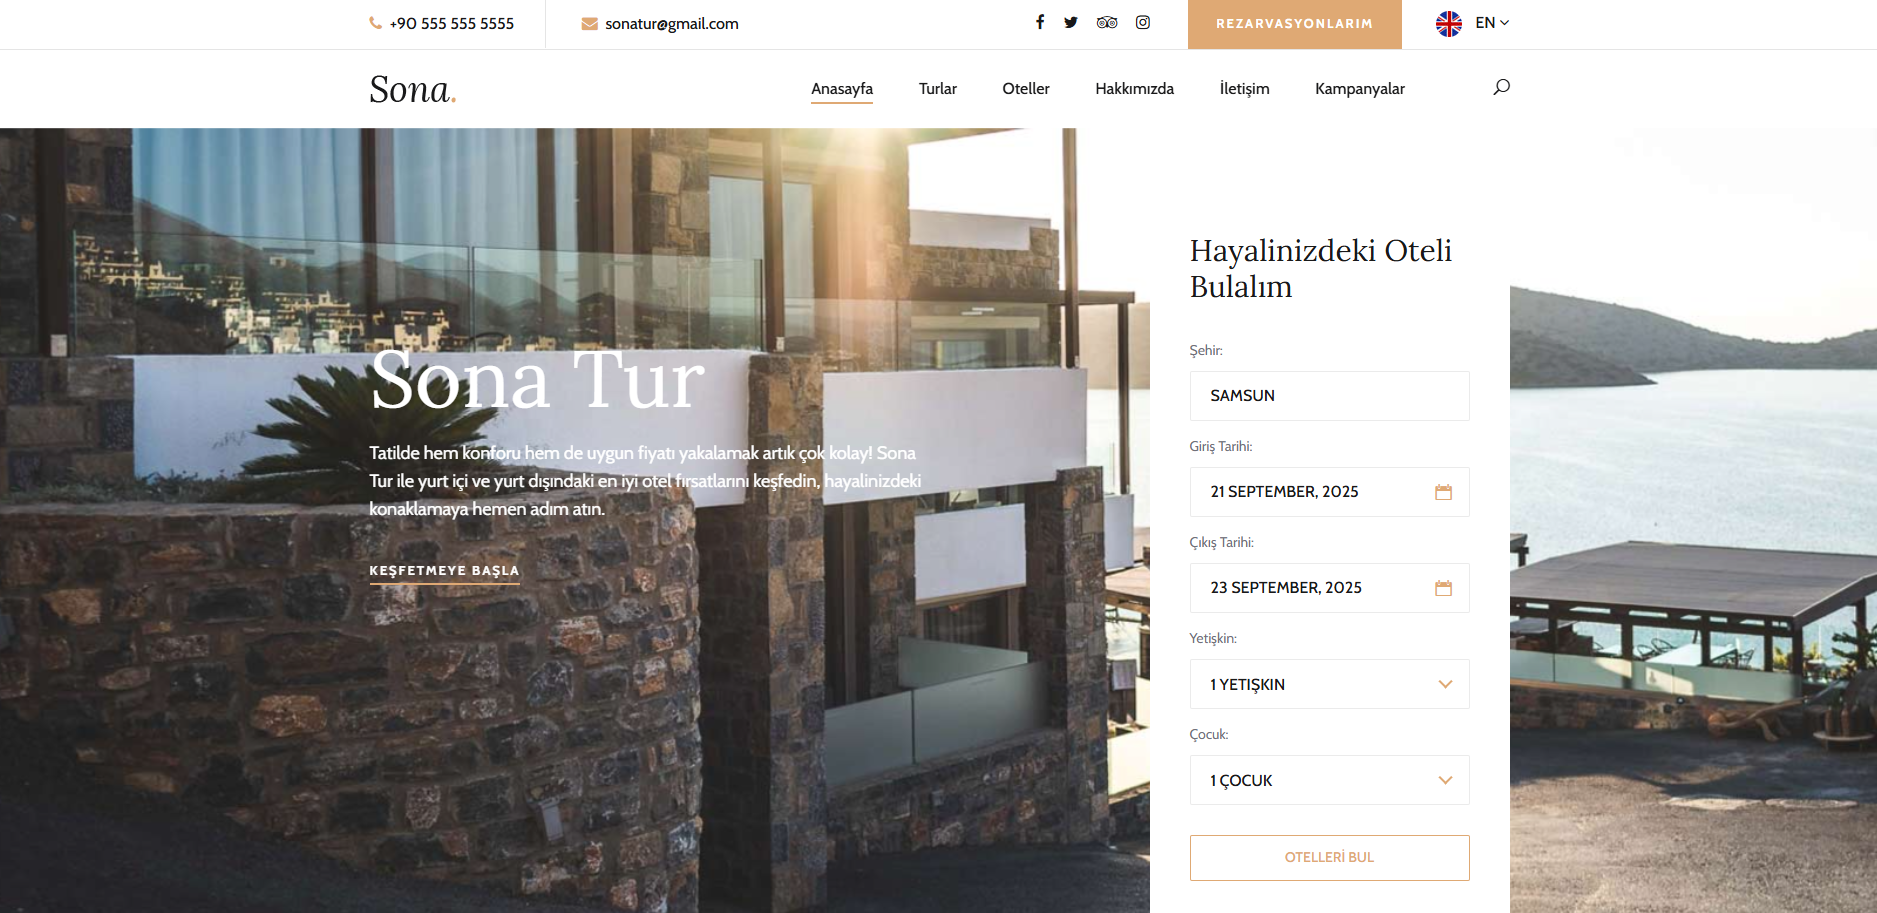 +90 555 555 5555
sonatur@gmail.com
REZARVASYONLARIM
EN
Sona.
Anasayfa
Turlar
Oteller
Hakkımızda
İletişim
Kampanyalar
Sona Tur
Tatilde hem konforu hem de uygun fiyatı yakalamak artık çok kolay! Sona
Tur ile yurt içi ve yurt dışındaki en iyi otel fırsatlarını keşfedin, hayalinizdeki
konaklamaya hemen adım atın.
KEŞFETMEYE BAŞLA
Hayalinizdeki Oteli
Bulalım
Şehir:
SAMSUN
Giriş Tarihi:
21 SEPTEMBER, 2025
Çıkış Tarihi:
23 SEPTEMBER, 2025
Yetişkin:
1 YETIŞKIN
Çocuk:
1 ÇOCUK
OTELLERİ BUL